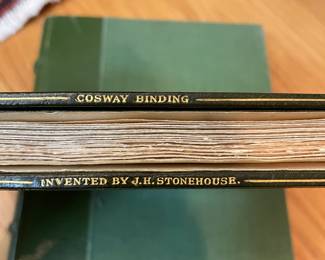 COSWAY BINDING
INVENTED BY J.H. STONEHOUSE.